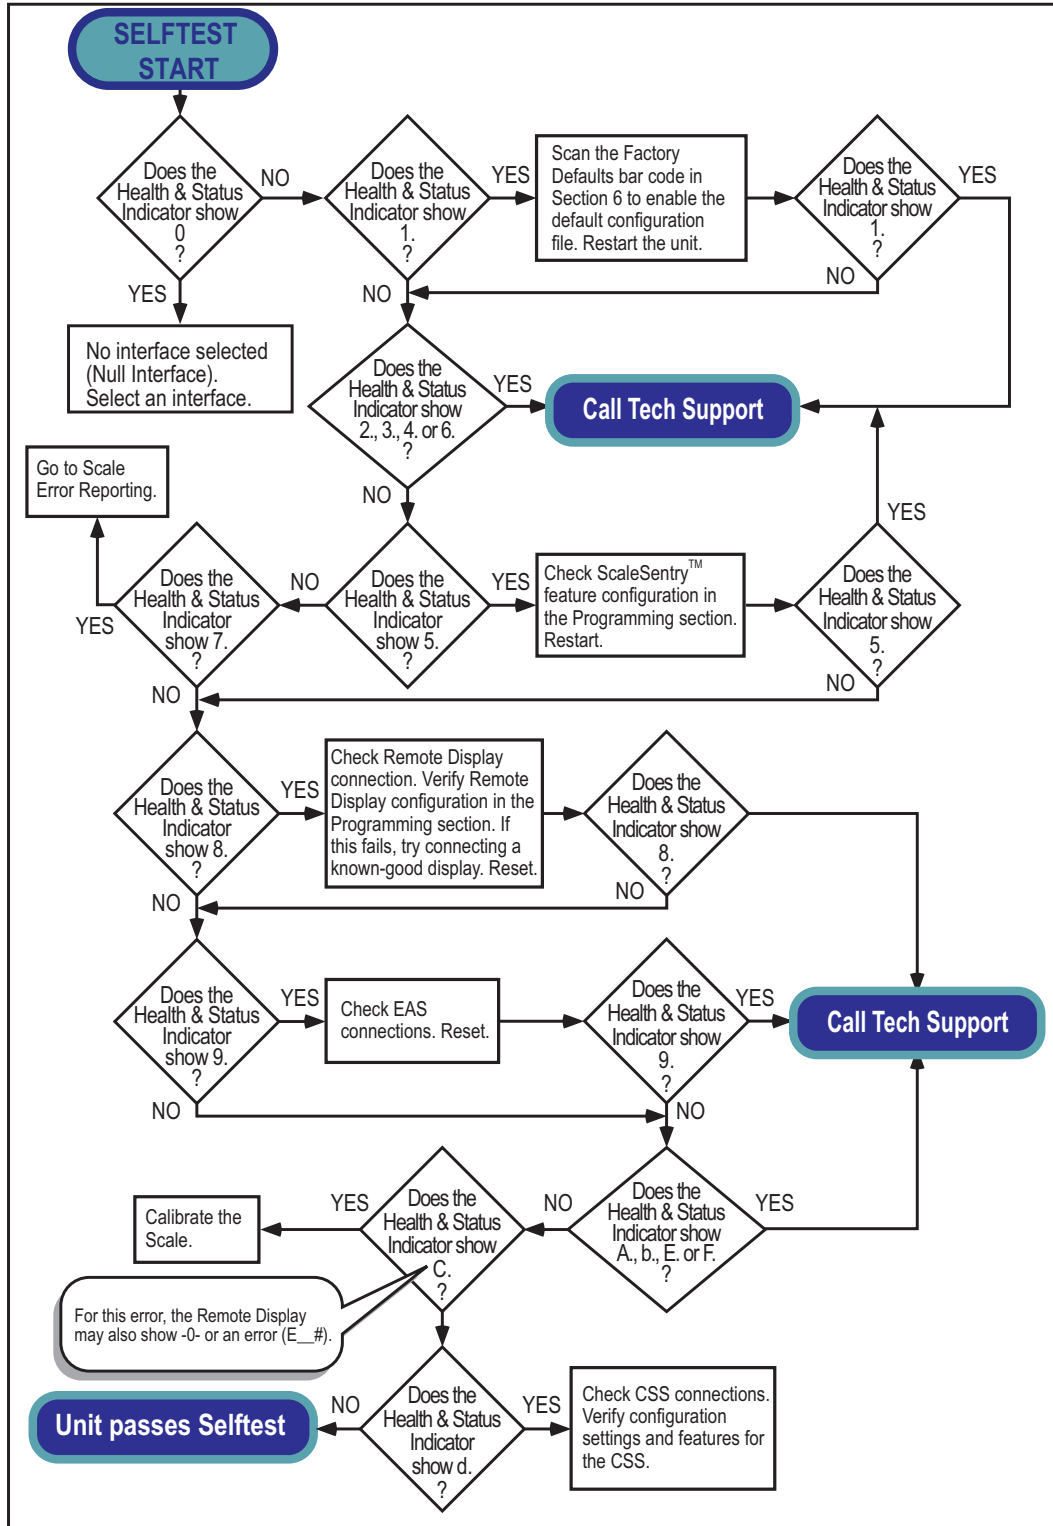 SELFTEST
START
Does the
Health & Status
Indicator show
0
?
NO
YES
No interface selected
(Null Interface).
Select an interface.
Does the
Health & Status
Indicator show
1.
?
YES
NO
Scan the Factory
Defaults bar code in
Section 6 to enable the
default configuration
file. Restart the unit.
Does the
Health & Status
Indicator show
1.
?
YES
NO
Does the
Health & Status
Indicator show
2., 3., 4. or 6.
?
YES
NO
Call Tech Support
Go to Scale
Error Reporting.
YES
Does the
Health & Status
Indicator
show 7.
?
NO
NO
Does the
Health & Status
Indicator
show 5.
?
YES
Check ScaleSentry™
feature configuration in
the Programming section.
Restart.
Does the
Health & Status
Indicator show
5.
?
YES
NO
Does the
Health & Status
Indicator
show 8.
?
YES
NO
Check Remote Display
connection. Verify Remote
Display configuration in the
Programming section. If
this fails, try connecting a
known-good display. Reset.
Does the
Health & Status
Indicator show
8.
?
NO
Does the
Health & Status
Indicator
show 9.
?
YES
NO
Check EAS
connections. Reset.
Does the
Health & Status
Indicator show
9.
?
YES
NO
Call Tech Support
Does the
Health & Status
Indicator show
A., b., E. or F.
?
YES
NO
Does the
Health & Status
Indicator show
C.
?
YES
Calibrate the
Scale.
For this error, the Remote Display
may also show -0- or an error (E__#).
Does the
Health & Status
Indicator
show d.
?
NO
YES
Unit passes Selftest
Check CSS connections.
Verify configuration
settings and features for
the CSS.